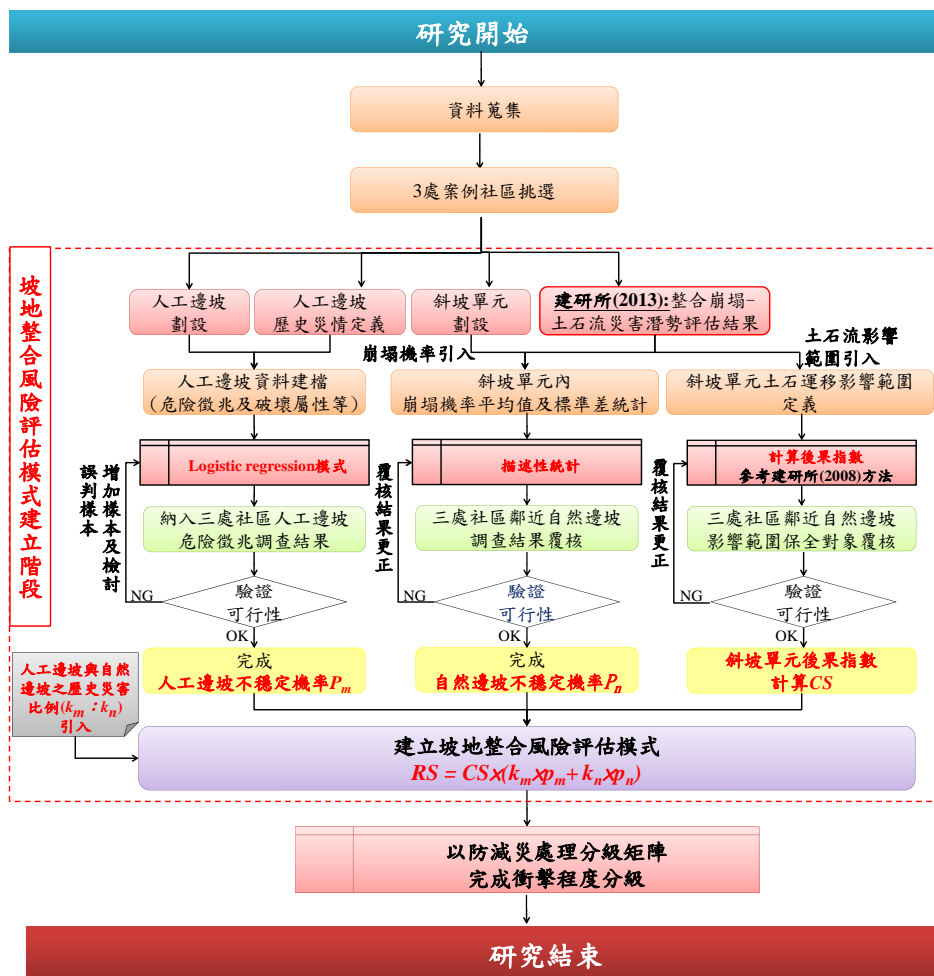 研究開始
資料蒐集
3處案例社區挑選
坡地整合風險評估模式建立階段
人工邊坡
劃設
人工邊坡
歷史災情定義
斜坡單元
劃設
建研所(2013):整合崩塌-
土石流災害潛勢評估結果
崩塌機率引入
土石流影響
範圍引入
人工邊坡資料建檔
(危險徵兆及破壞屬性等)
斜坡單元內
崩塌機率平均值及標準差統計
斜坡單元土石運移影響範圍
定義
增加樣本及檢討
誤判樣本
Logistic regression模式
覆核結果更正
描述性統計
覆核結果更正
計算後果指數
參考建研所(2008)方法
納入三處社區人工邊坡
危險徵兆調查結果
三處社區鄰近自然邊坡
調查結果覆核
三處社區鄰近自然邊坡
影響範圍保全對象覆核
NG
驗證
可行性
NG
驗證
可行性
NG
驗證
可行性
OK
OK
OK
完成
人工邊坡不穩定機率Pm
完成
自然邊坡不穩定機率Pn
斜坡單元後果指數
計算CS
人工邊坡與自然
邊坡之歷史災害
比例(km:kn)
引入
建立坡地整合風險評估模式
RS = CS×(km×pm+kn×pn)
以防減災處理分級矩陣
完成衝擊程度分級
研究結束